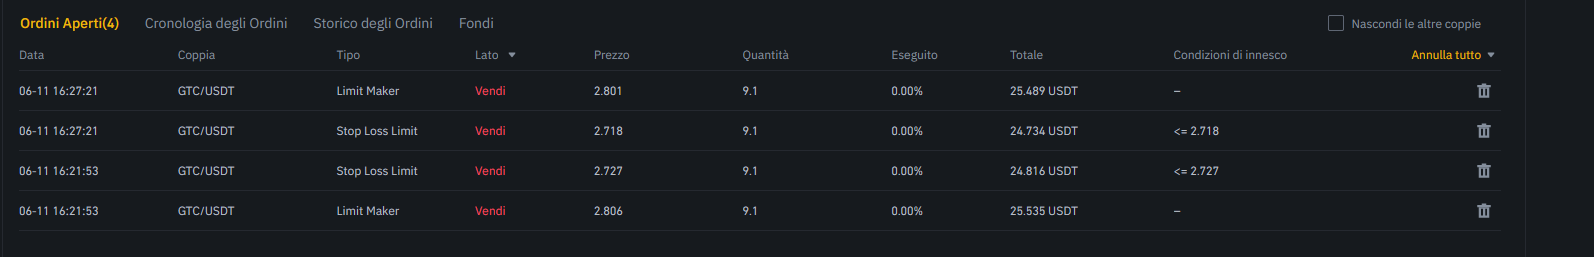 Ordini Aperti(4) Cronologia degli Ordini Storico degli Ordini Fondi Nascondi le altre coppie
Data Coppia Tipo Lato Prezzo Quantità Eseguito Totale Condizioni di innesco Annulla tutto
06-11 16:27:21 GTC/USDT Limit Maker Vendi 2.801 9.1 0.00% 25.489 USDT –
06-11 16:27:21 GTC/USDT Stop Loss Limit Vendi 2.718 9.1 0.00% 24.734 USDT <= 2.718
06-11 16:21:53 GTC/USDT Stop Loss Limit Vendi 2.727 9.1 0.00% 24.816 USDT <= 2.727
06-11 16:21:53 GTC/USDT Limit Maker Vendi 2.806 9.1 0.00% 25.535 USDT –